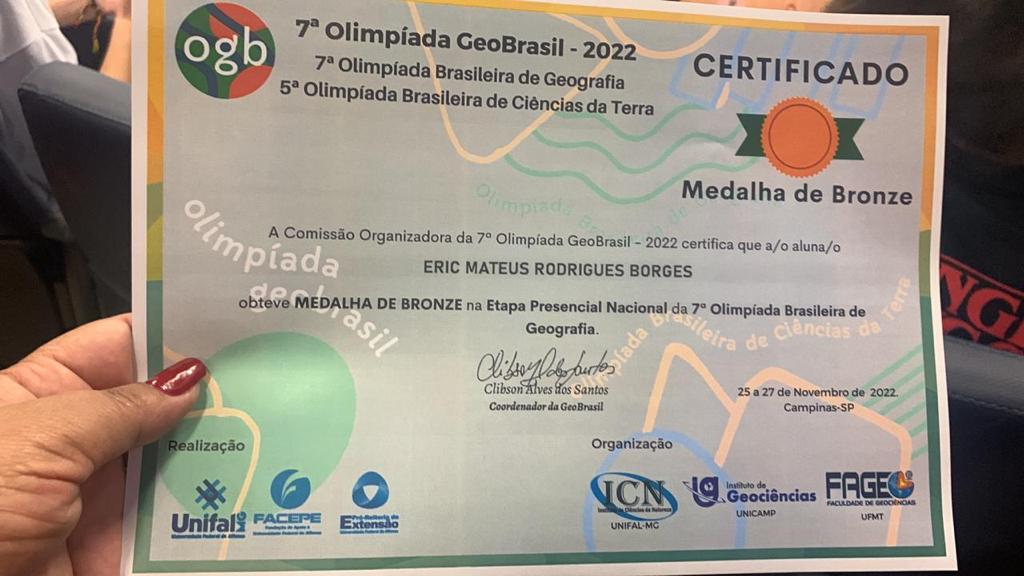 ogb
7ª Olimpíada GeoBrasil - 2022
7ª Olimpíada Brasileira de Geografia
5ª Olimpíada Brasileira de Ciências da Terra
CERTIFICADO
Medalha de Bronze
Olimpíada
olimpíada
geobrasil
A Comissão Organizadora da 7ª Olimpíada GeoBrasil – 2022 certifica que a/o aluna/o
ERIC MATEUS RODRIGUES BORGES
obteve MEDALHA DE BRONZE na Etapa Presencial Nacional da 7ª Olimpíada Brasileira de
Geografia.
olimpíada Brasileira de Ciências da Terra
Clibson Alves dos Santos
Coordenador da GeoBrasil
25 a 27 de Novembro de 2022.
Campinas-SP
Realização
Organização
Unifal MG
FACEPE
Extensão
ICN
UNIFAL-MG
Instituto de
Geociências
UNICAMP
FAGEO
FACULDADE DE GEOCIÊNCIAS
UFMT